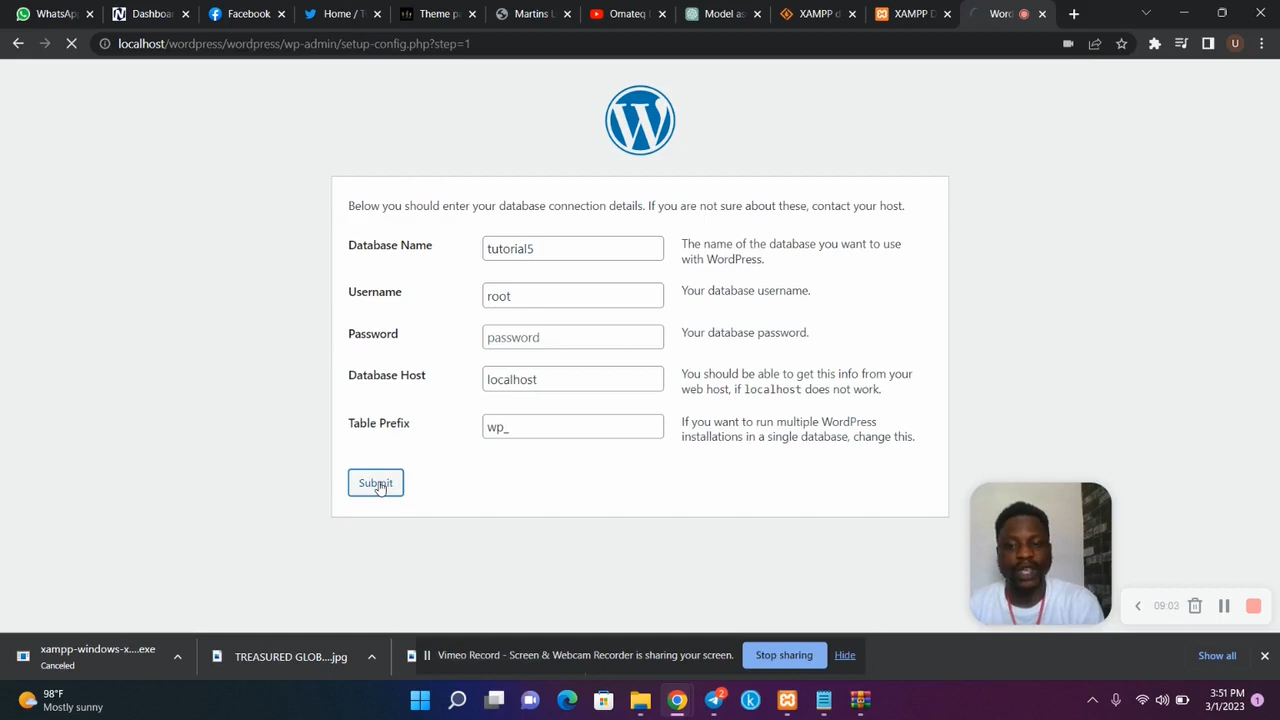 WhatsApp
Dashboa
Facebook
Home / T
Theme pa
Martins L
Omateq
Model as
XAMPP d
XAMPP D
Word
localhost/wordpress/wordpress/wp-admin/setup-config.php?step=1
U
Below you should enter your database connection details. If you are not sure about these, contact your host.
Database Name
tutorial5
The name of the database you want to use
with WordPress.
Username
root
Your database username.
Password
password
Your database password.
Database Host
localhost
You should be able to get this info from your
web host, if localhost does not work.
Table Prefix
wp_
If you want to run multiple WordPress
installations in a single database, change this.
Submit
09:03
xampp-windows-x....exe
Canceled
TREASURED GLOB....jpg
Vimeo Record - Screen & Webcam Recorder is sharing your screen.
Stop sharing
Hide
Show all
98°F
Mostly sunny
2
3:51 PM
3/1/2023
1